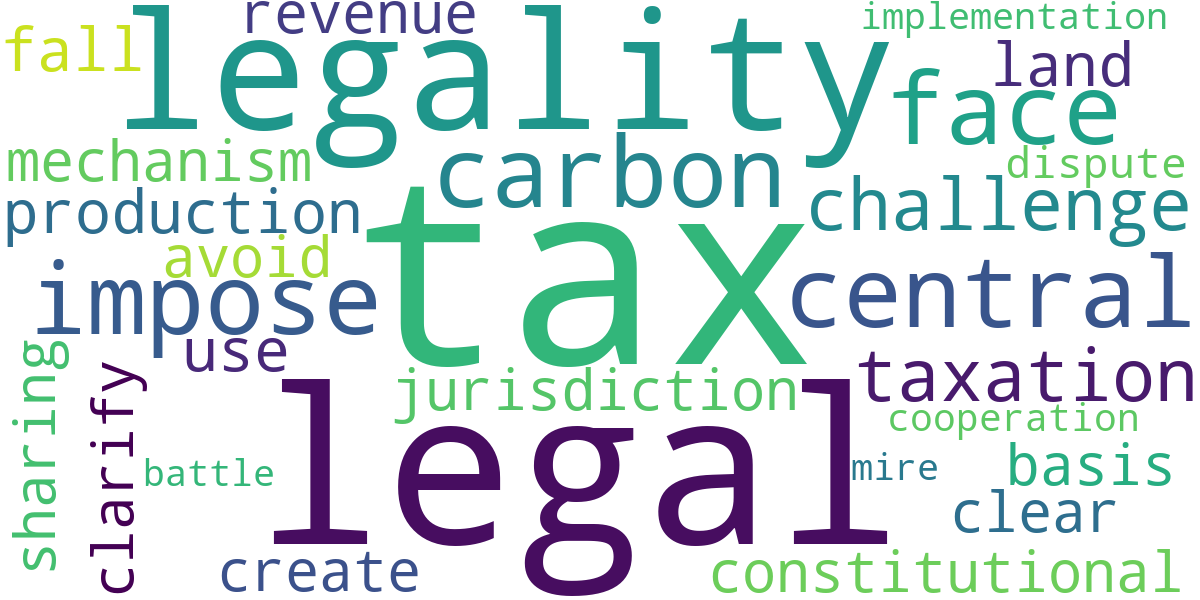 revenue
implementation
fall
legality
land
face
mechanism
carbon
dispute
production
challenge
avoid
tax
impose
central
use
taxation
sharing
clarify
jurisdiction
cooperation
battle
legal
mire
basis
clear
create
constitutional